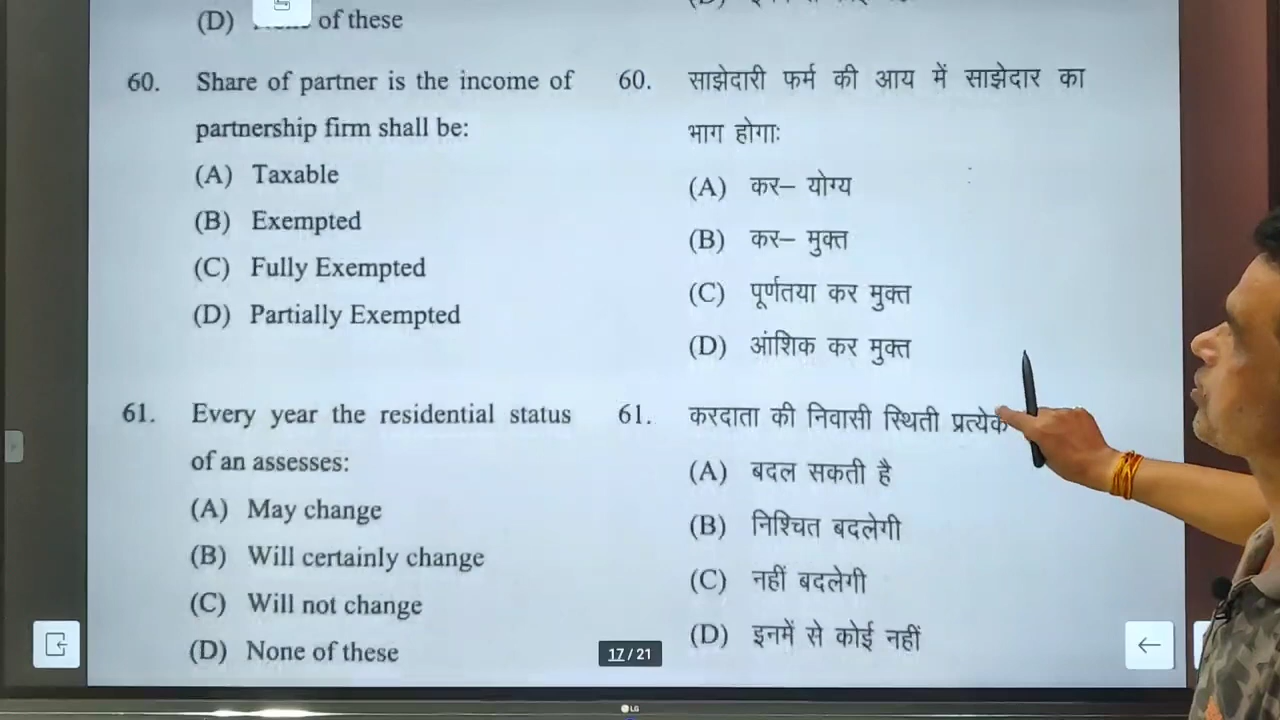 (D) of these
60. Share of partner is the income of
partnership firm shall be:
(A) Taxable
(B) Exempted
(C) Fully Exempted
(D) Partially Exempted
61. Every year the residential status
of an assesses:
(A) May change
(B) Will certainly change
(C) Will not change
(D) None of these
60. साझेदारी फर्म की आय में साझेदार का
भाग होगाः
(A) कर– योग्य
(B) कर– मुक्त
(C) पूर्णतया कर मुक्त
(D) आंशिक कर मुक्त
61. करदाता की निवासी स्थिती प्रत्येक
(A) बदल सकती है
(B) निश्चित बदलेगी
(C) नहीं बदलेगी
(D) इनमें से कोई नहीं
17 / 21
LG